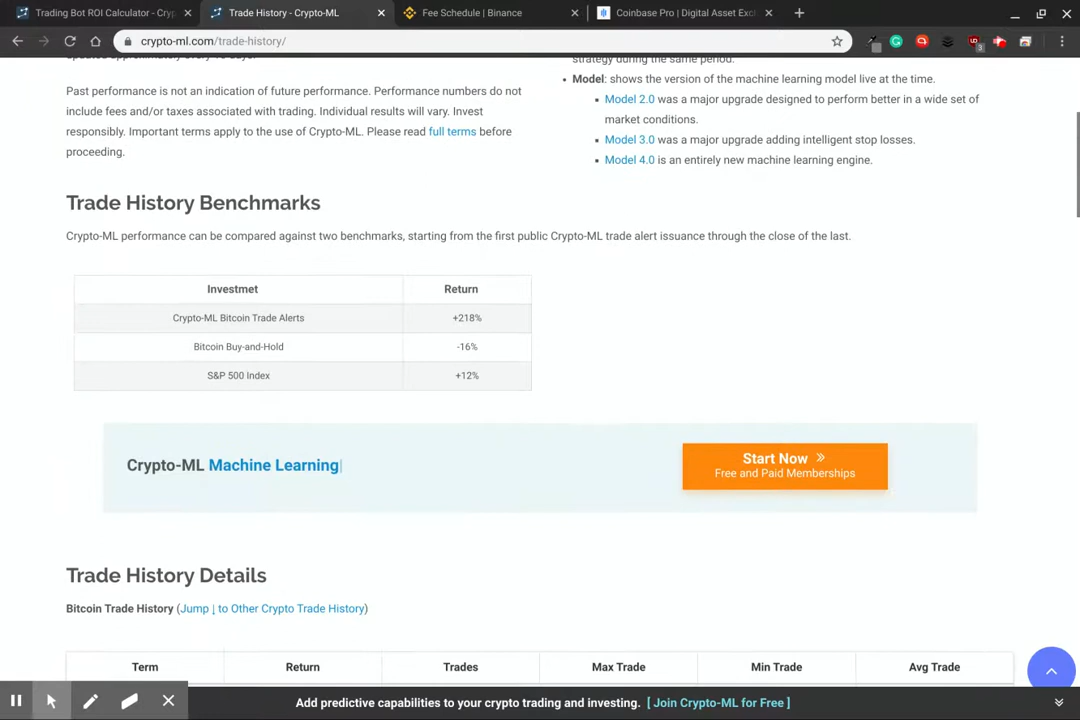 Trading Bot ROI Calculator - Cryp
Trade History - Crypto-ML
Fee Schedule | Binance
Coinbase Pro | Digital Asset Exc
crypto-ml.com/trade-history/
3
strategy during the same period.
Past performance is not an indication of future performance. Performance numbers do not
include fees and/or taxes associated with trading. Individual results will vary. Invest
responsibly. Important terms apply to the use of Crypto-ML. Please read full terms before
proceeding.
Model: shows the version of the machine learning model live at the time.
Model 2.0 was a major upgrade designed to perform better in a wide set of
market conditions.
Model 3.0 was a major upgrade adding intelligent stop losses.
Model 4.0 is an entirely new machine learning engine.
Trade History Benchmarks
Crypto-ML performance can be compared against two benchmarks, starting from the first public Crypto-ML trade alert issuance through the close of the last.
Investmet Return
Crypto-ML Bitcoin Trade Alerts +218%
Bitcoin Buy-and-Hold -16%
S&P 500 Index +12%
Crypto-ML Machine Learning|
Start Now »
Free and Paid Memberships
Trade History Details
Bitcoin Trade History (Jump ↓ to Other Crypto Trade History)
Term Return Trades Max Trade Min Trade Avg Trade
Add predictive capabilities to your crypto trading and investing. [ Join Crypto-ML for Free ]